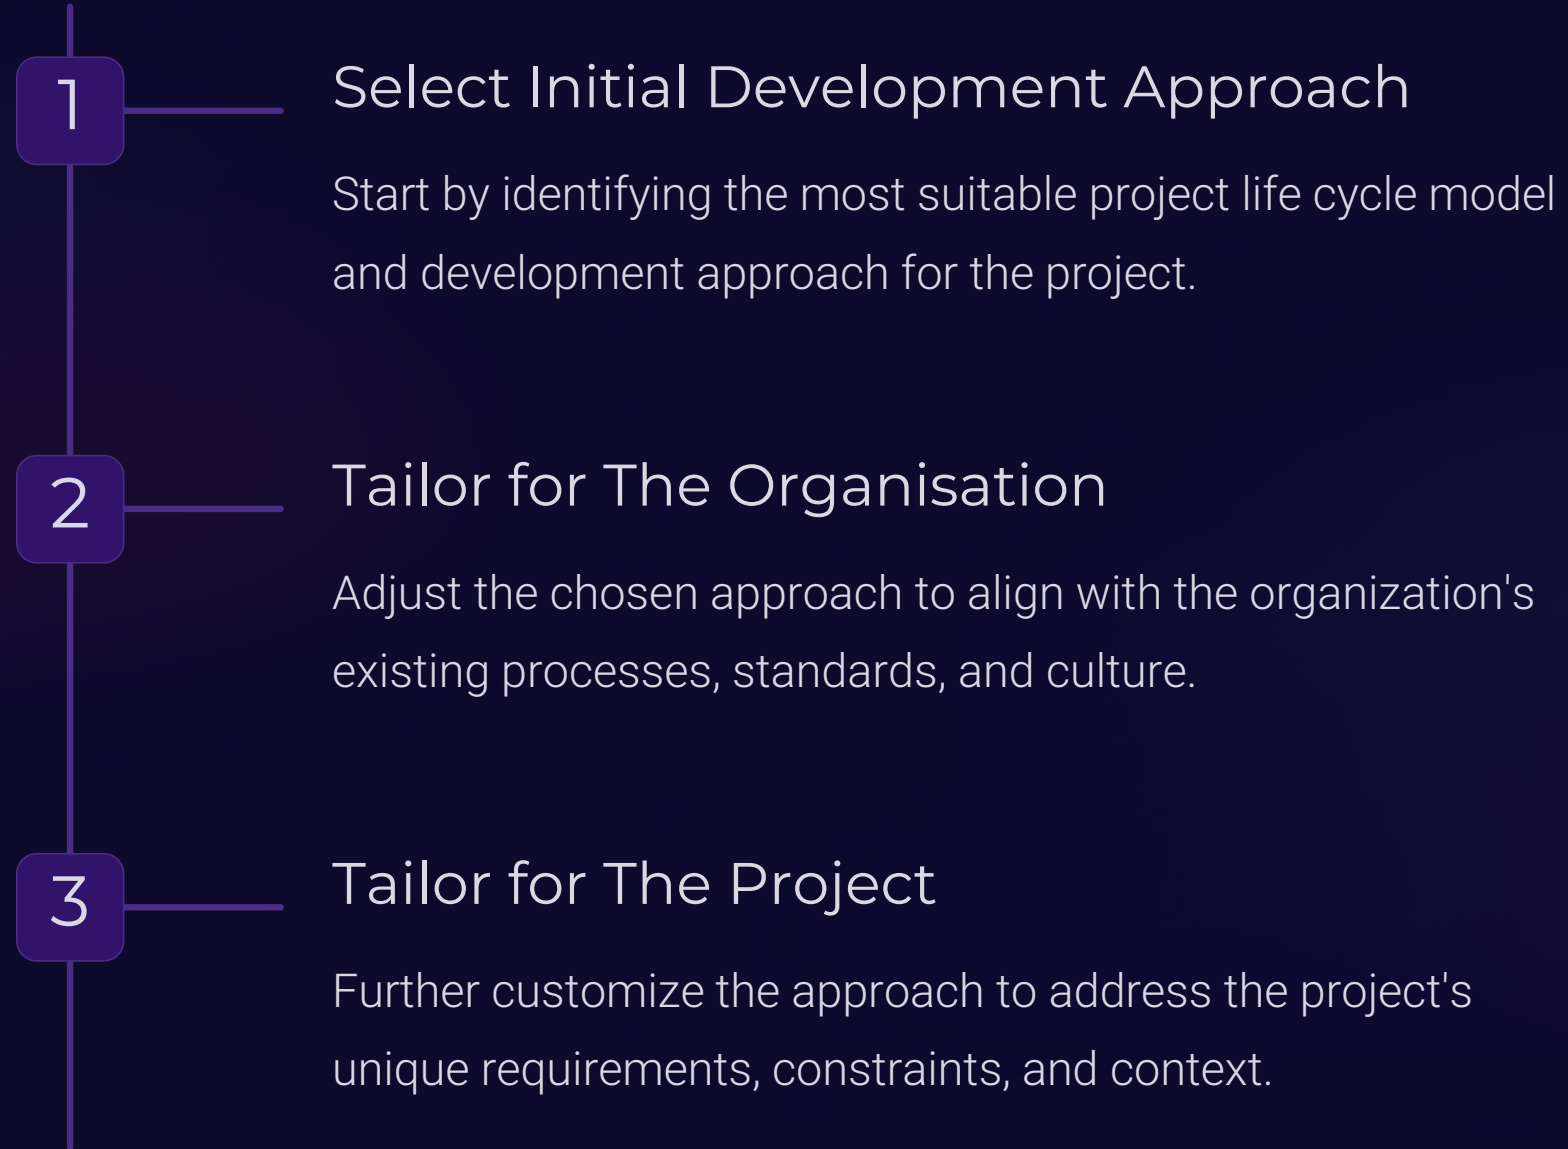 1
Select Initial Development Approach
Start by identifying the most suitable project life cycle model
and development approach for the project.
2
Tailor for The Organisation
Adjust the chosen approach to align with the organization's
existing processes, standards, and culture.
3
Tailor for The Project
Further customize the approach to address the project's
unique requirements, constraints, and context.